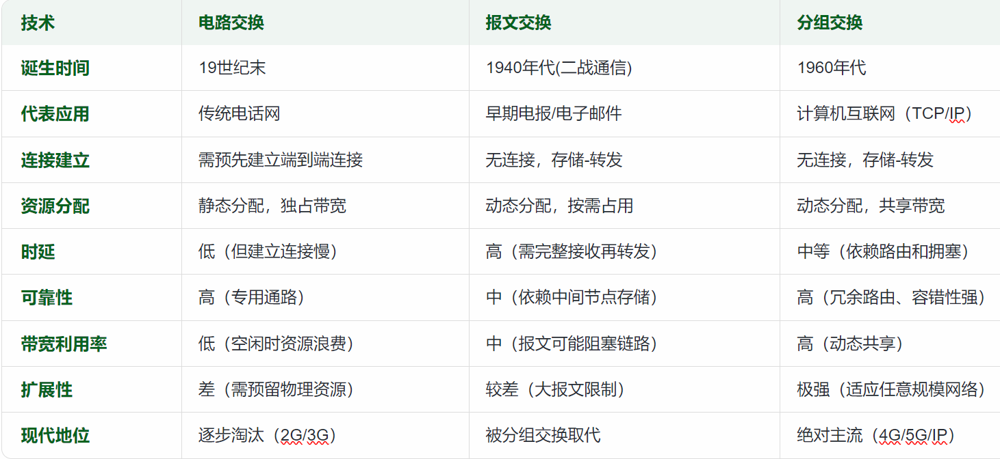 技术 电路交换 报文交换 分组交换
诞生时间 19世纪末 1940年代(二战通信) 1960年代
代表应用 传统电话网 早期电报/电子邮件 计算机互联网（TCP/IP）
连接建立 需预先建立端到端连接 无连接，存储-转发 无连接，存储-转发
资源分配 静态分配，独占带宽 动态分配，按需占用 动态分配，共享带宽
时延 低（但建立连接慢） 高（需完整接收再转发） 中等（依赖路由和拥塞）
可靠性 高（专用通路） 中（依赖中间节点存储） 高（冗余路由、容错性强）
带宽利用率 低（空闲时资源浪费） 中（报文可能阻塞链路） 高（动态共享）
扩展性 差（需预留物理资源） 较差（大报文限制） 极强（适应任意规模网络）
现代地位 逐步淘汰（2G/3G） 被分组交换取代 绝对主流（4G/5G/IP）